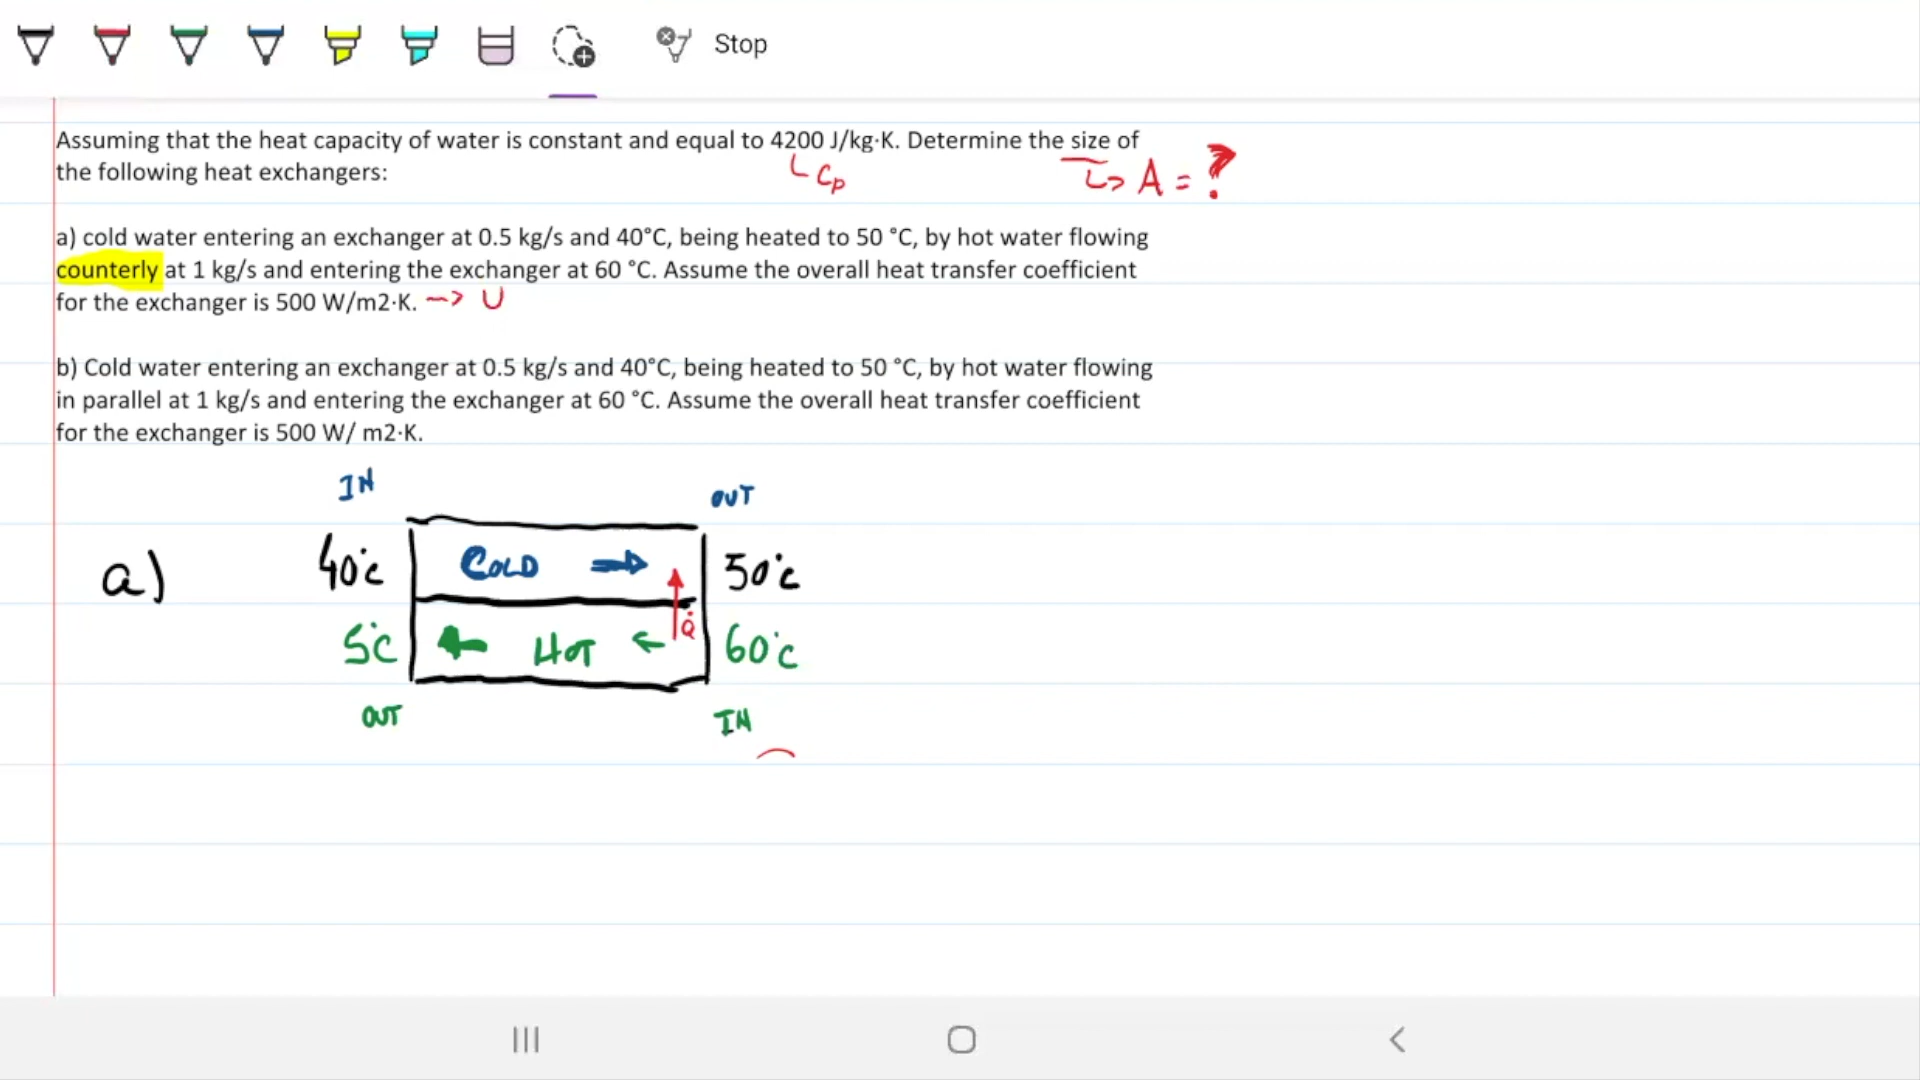 Stop
Assuming that the heat capacity of water is constant and equal to 4200 J/kg·K. Determine the size of
the following heat exchangers:
Cp
A = ?
a) cold water entering an exchanger at 0.5 kg/s and 40°C, being heated to 50 °C, by hot water flowing
counterly at 1 kg/s and entering the exchanger at 60 °C. Assume the overall heat transfer coefficient
for the exchanger is 500 W/m2·K. --> U
b) Cold water entering an exchanger at 0.5 kg/s and 40°C, being heated to 50 °C, by hot water flowing
in parallel at 1 kg/s and entering the exchanger at 60 °C. Assume the overall heat transfer coefficient
for the exchanger is 500 W/ m2·K.
IN
OUT
a)
40°C
COLD
50°C
5°C
HOT
Q̇
60°C
OUT
IN